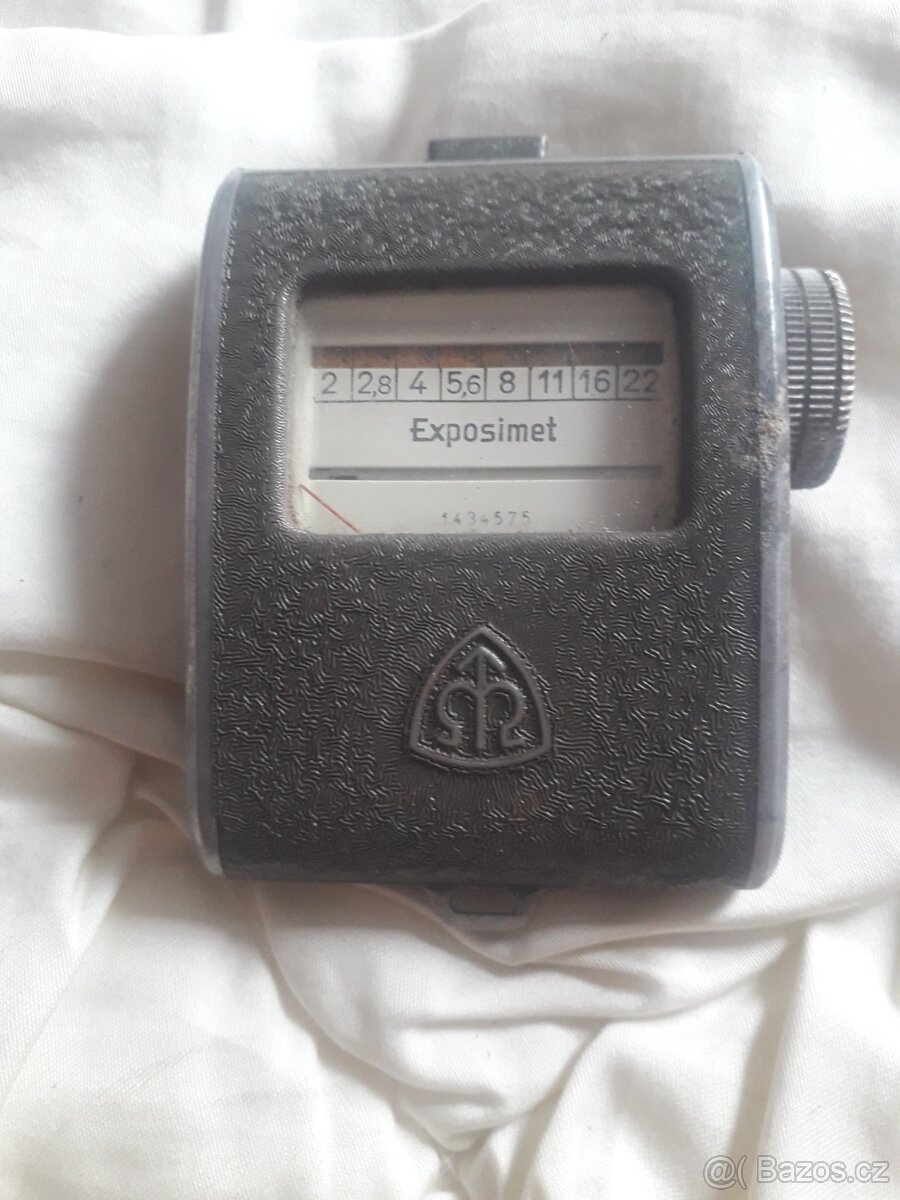 2 2,8 4 5,6 8 11 16 22
Exposimet
1434575
@( Bazos.cz